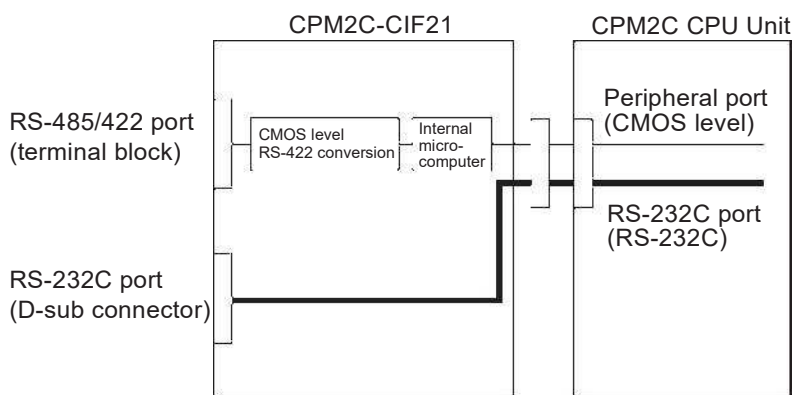 CPM2C-CIF21
CPM2C CPU Unit
RS-485/422 port
(terminal block)
CMOS level
RS-422 conversion
Internal
micro-
computer
Peripheral port
(CMOS level)
RS-232C port
(RS-232C)
RS-232C port
(D-sub connector)